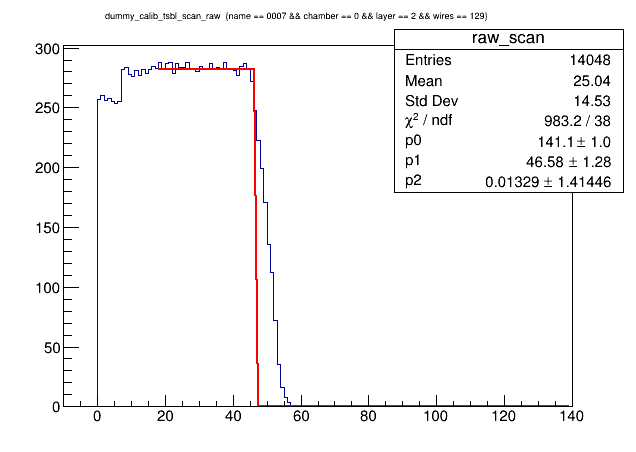 dummy_calib_tsbl_scan_raw (name == 0007 && chamber == 0 && layer == 2 && wires == 129)
raw_scan
Entries 14048
Mean 25.04
Std Dev 14.53
χ² / ndf 983.2 / 38
p0 141.1 ± 1.0
p1 46.58 ± 1.28
p2 0.01329 ± 1.41446
300
250
200
150
100
50
0
0 20 40 60 80 100 120 140